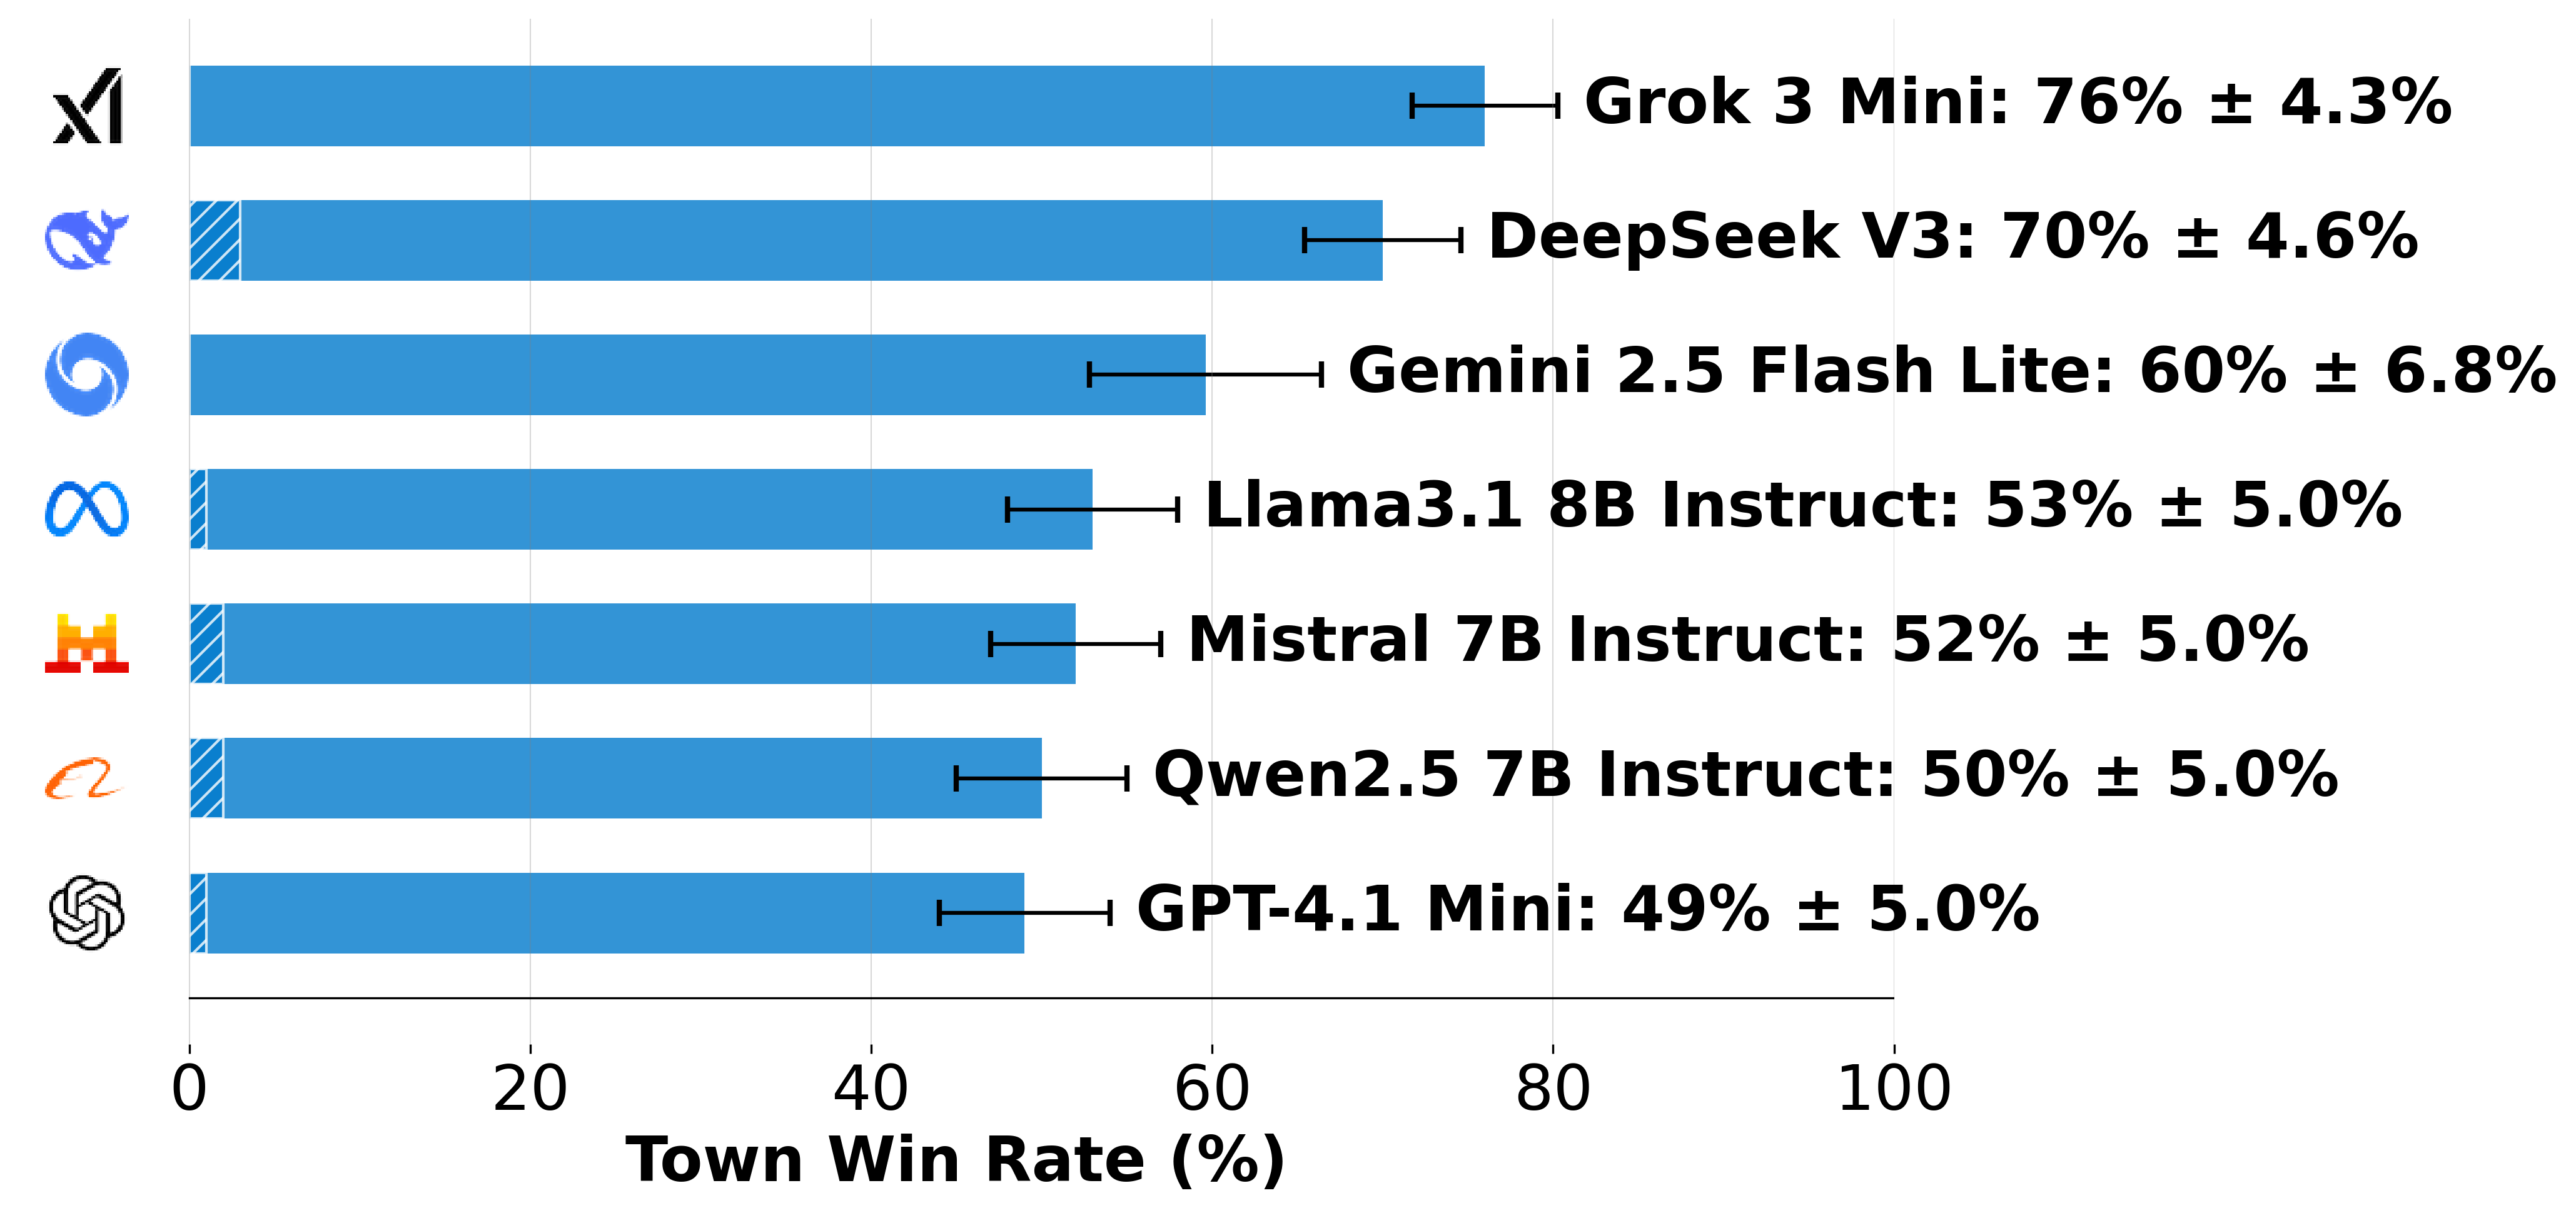 Grok 3 Mini: 76% ± 4.3%
DeepSeek V3: 70% ± 4.6%
Gemini 2.5 Flash Lite: 60% ± 6.8%
Llama3.1 8B Instruct: 53% ± 5.0%
Mistral 7B Instruct: 52% ± 5.0%
Qwen2.5 7B Instruct: 50% ± 5.0%
GPT-4.1 Mini: 49% ± 5.0%
0 20 40 60 80 100
Town Win Rate (%)